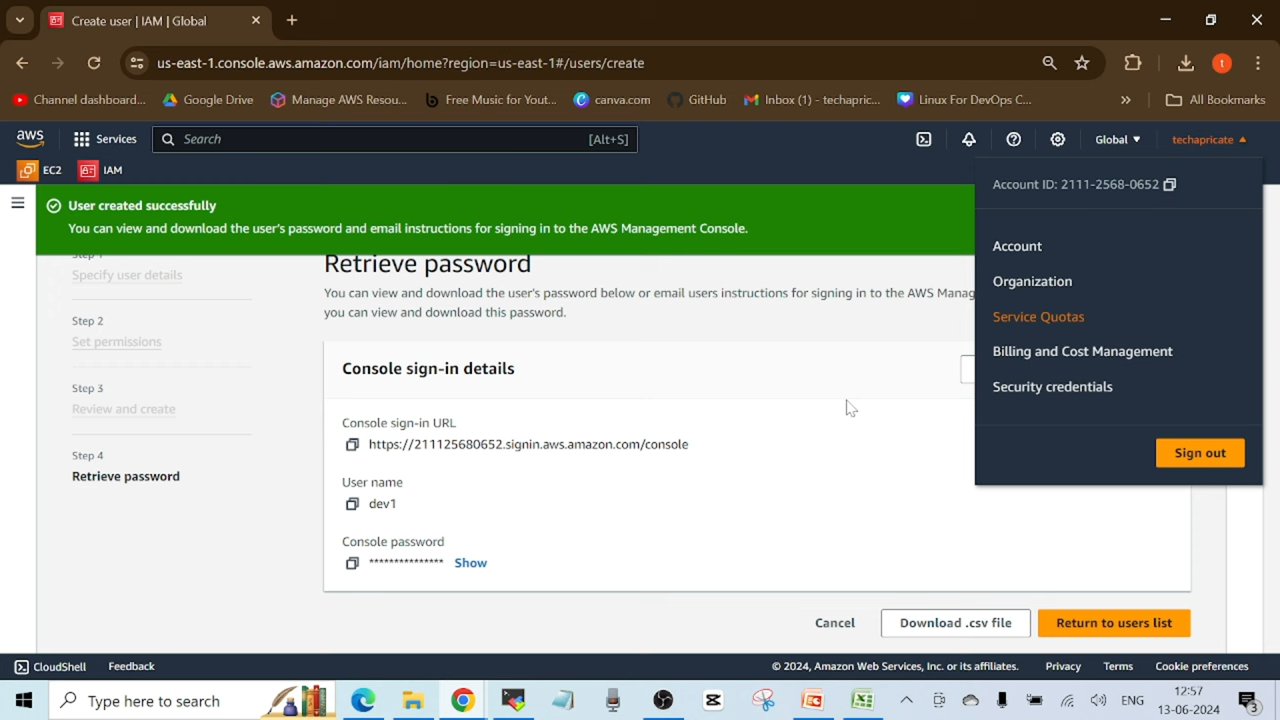 Create user | IAM | Global
us-east-1.console.aws.amazon.com/iam/home?region=us-east-1#/users/create
t
Channel dashboard...
Google Drive
Manage AWS Resou...
Free Music for Yout...
canva.com
GitHub
Inbox (1) - techapric...
Linux For DevOps C...
»
All Bookmarks
aws
Services
Search
[Alt+S]
Global
techapricate
EC2
IAM
Account ID: 2111-2568-0652
User created successfully
You can view and download the user's password and email instructions for signing in to the AWS Management Console.
Account
Organization
Service Quotas
Billing and Cost Management
Security credentials
Sign out
Step 1
Specify user details
Step 2
Set permissions
Step 3
Review and create
Step 4
Retrieve password
Retrieve password
You can view and download the user's password below or email users instructions for signing in to the AWS Manag
you can view and download this password.
Console sign-in details
Console sign-in URL
https://211125680652.signin.aws.amazon.com/console
User name
dev1
Console password
*************** Show
Cancel
Download .csv file
Return to users list
CloudShell
Feedback
© 2024, Amazon Web Services, Inc. or its affiliates.
Privacy
Terms
Cookie preferences
Type here to search
ENG
12:57
13-06-2024
3